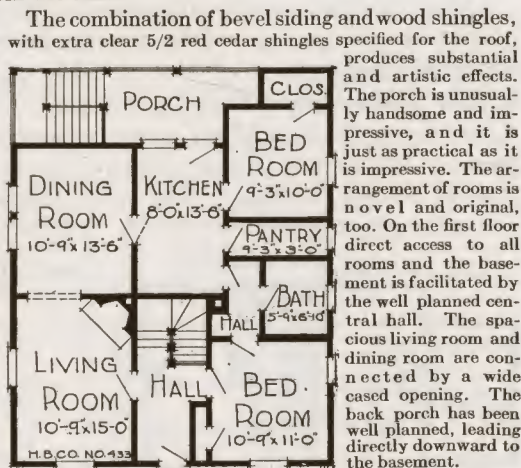 The combination of bevel siding and wood shingles,
with extra clear 5/2 red cedar shingles specified for the roof,
produces substantial
and artistic effects.
The porch is unusual-
ly handsome and im-
pressive, and it is
just as practical as it
is impressive. The ar-
rangement of rooms is
novel and original,
too. On the first floor
direct access to all
rooms and the base-
ment is facilitated by
the well planned cen-
tral hall. The spa-
cious living room and
dining room are con-
nected by a wide
cased opening. The
back porch has been
well planned, leading
directly downward to
the basement.
PORCH
CLOS.
BED
ROOM
9'-3"x10'-0"
DINING
ROOM
10'-9"x13'-6"
KITCHEN
8'-0"x13'-6"
PANTRY
9'-3"x3'-0"
BATH
5'-9"x6'-10"
HALL
LIVING
ROOM
10'-9"x15'-0"
HALL
BED
ROOM
10'-9"x11'-0"
H.B.CO. NO.433